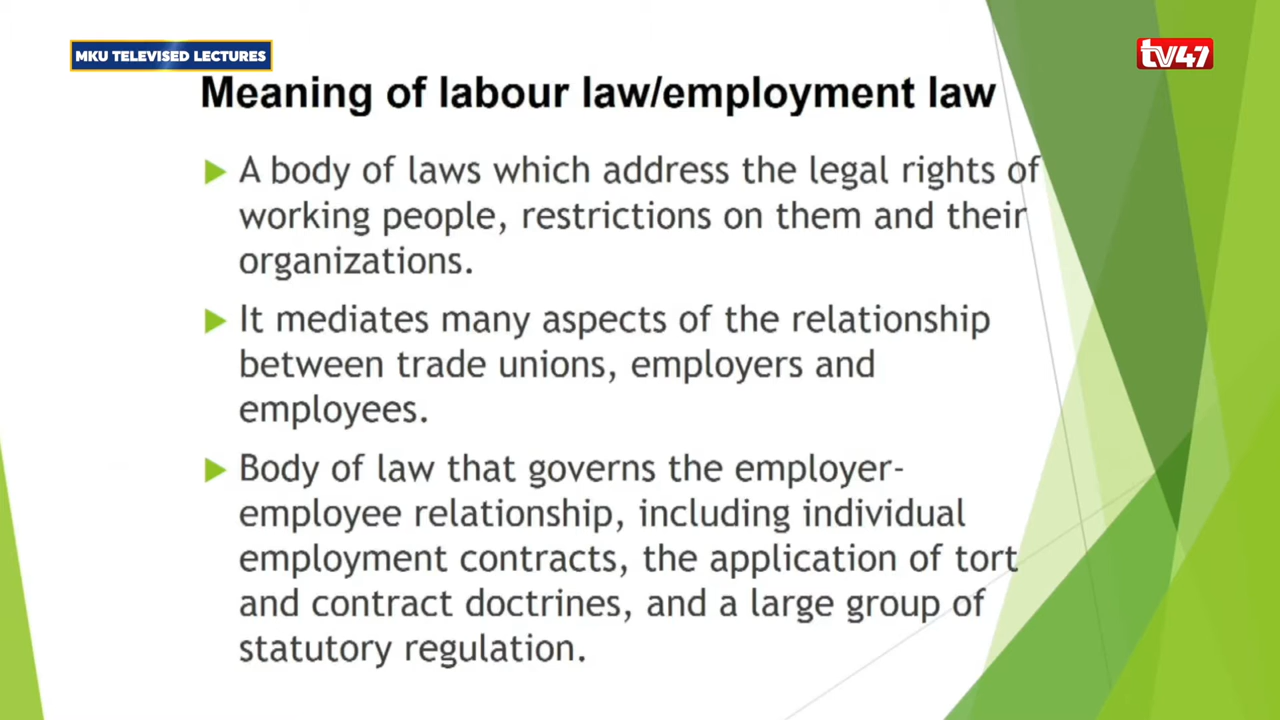 MKU TELEVISED LECTURES
tv47
Meaning of labour law/employment law
A body of laws which address the legal rights of
working people, restrictions on them and their
organizations.
It mediates many aspects of the relationship
between trade unions, employers and
employees.
Body of law that governs the employer-
employee relationship, including individual
employment contracts, the application of tort
and contract doctrines, and a large group of
statutory regulation.